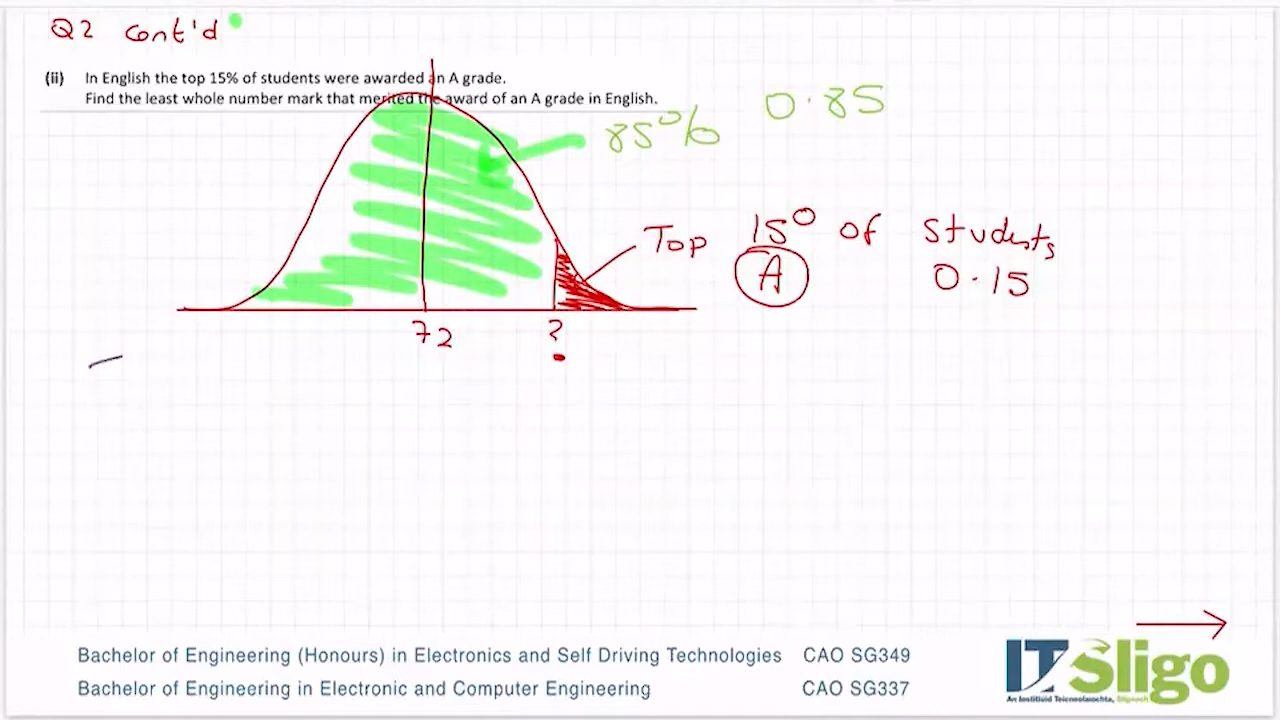 Q2 Cont'd
(ii) In English the top 15% of students were awarded an A grade.
Find the least whole number mark that merited the award of an A grade in English.
0.85
85%
Top 15° of Students
A 0.15
72 ?
Bachelor of Engineering (Honours) in Electronics and Self Driving Technologies CAO SG349
Bachelor of Engineering in Electronic and Computer Engineering CAO SG337
IT Sligo
An Institiúid Teicneolaíochta, Sligeach